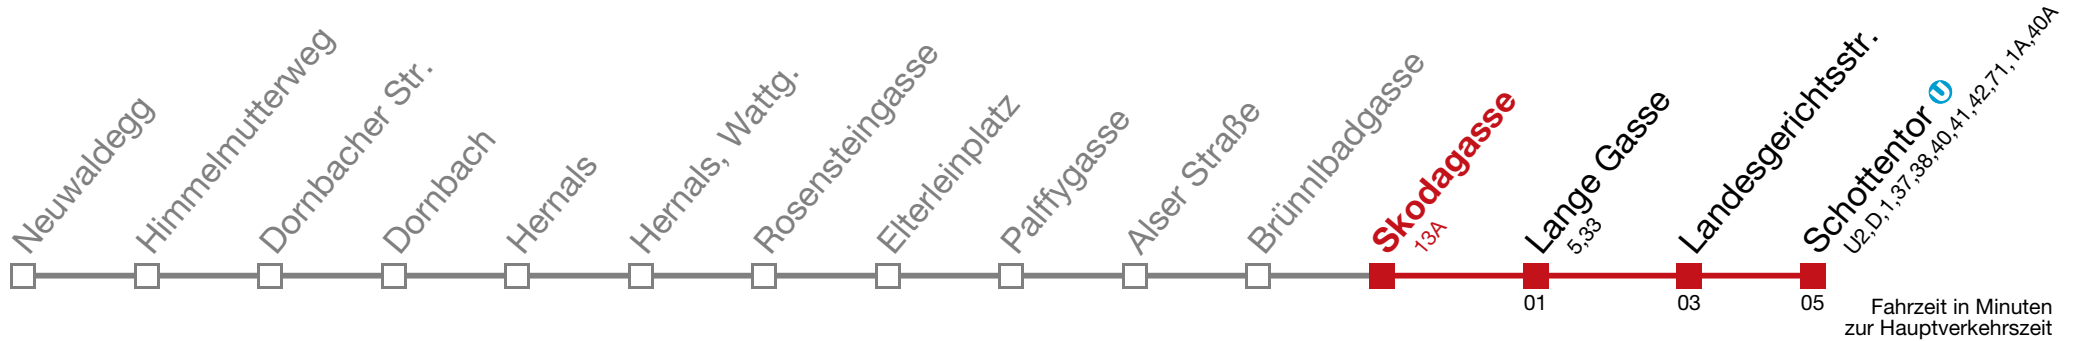 Neuwaldegg
Himmelmutterweg
Dornbacher Str.
Dornbach
Hernals
Hernals, Wattg.
Rosensteingasse
Elterleinplatz
Palffygasse
Alser Straße
Brünnlbadgasse
Skodagasse
13A
Lange Gasse
5,33
Landesgerichtsstr.
Schottentor U
U2,D,1,37,38,40,41,42,71,1A,40A
01
03
05
Fahrzeit in Minuten
zur Hauptverkehrszeit